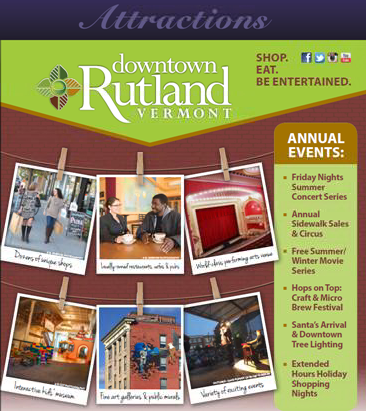 Attractions
downtown
Rutland
VERMONT
SHOP.
EAT.
BE ENTERTAINED.
ANNUAL
EVENTS:
Friday Nights
Summer
Concert Series
Annual
Sidewalk Sales
& Circus
Free Summer/
Winter Movie
Series
Hops on Top:
Craft & Micro
Brew Festival
Santa's Arrival
& Downtown
Tree Lighting
Extended
Hours Holiday
Shopping
Nights
Dozens of unique shops
Locally-owned restaurants, cafes & pubs
World-class performing arts venue
Interactive kids' museum
Fine art galleries & public murals
Variety of exciting events